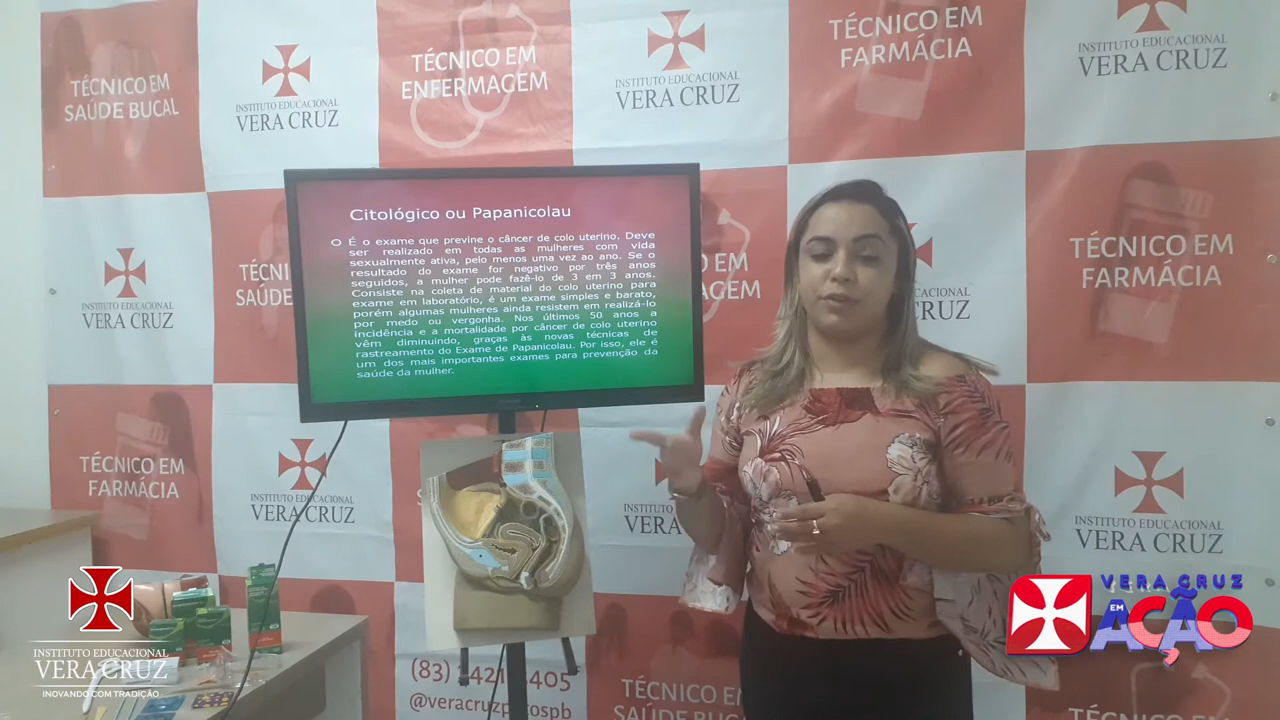 TÉCNICO EM
SAÚDE BUCAL
INSTITUTO EDUCACIONAL
VERA CRUZ
TÉCNICO EM
ENFERMAGEM
INSTITUTO EDUCACIONAL
VERA CRUZ
TÉCNICO EM
FARMÁCIA
INSTITUTO EDUCACIONAL
VERA CRUZ
Citológico ou Papanicolau
É o exame que previne o câncer de colo uterino. Deve
ser realizado em todas as mulheres com vida
sexualmente ativa, pelo menos uma vez ao ano. Se o
resultado do exame for negativo por três anos
seguidos, a mulher pode fazê-lo de 3 em 3 anos.
Consiste na coleta de material do colo uterino para
exame em laboratório, é um exame simples e barato,
porém algumas mulheres ainda resistem em realizá-lo
por medo ou vergonha. Nos últimos 50 anos a
incidência e a mortalidade por câncer de colo uterino
vêm diminuindo, graças às novas técnicas de
rastreamento do Exame de Papanicolau. Por isso, ele é
um dos mais importantes exames para prevenção da
saúde da mulher.
INSTITUTO EDUCACIONAL
VERA CRUZ
TÉCNICO EM
FARMÁCIA
TÉCNICO EM
FARMÁCIA
INSTITUTO EDUCACIONAL
VERA CRUZ
INSTITUTO EDUCACIONAL
VERA CRUZ
INSTITUTO EDUCACIONAL
VERA CRUZ
INOVANDO COM TRADIÇÃO
(83)
TÉCNICO EM
SAÚDE
VERA CRUZ
EM
AÇÃO